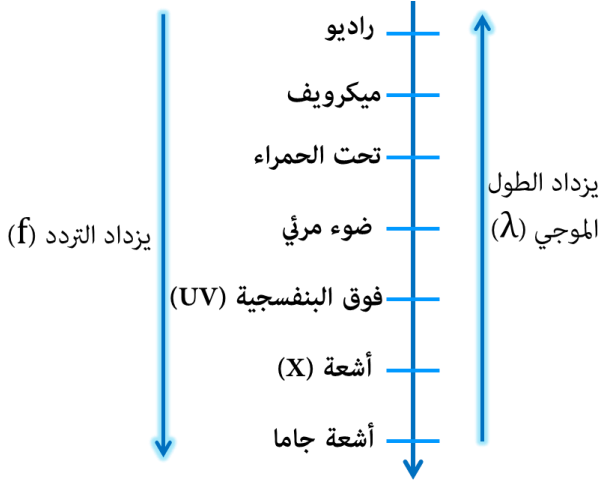 راديو
ميكرويف
تحت الحمراء
يزداد الطول
الموجي (λ)
ضوء مرئي
يزداد التردد (f)
فوق البنفسجية (UV)
أشعة (X)
أشعة جاما